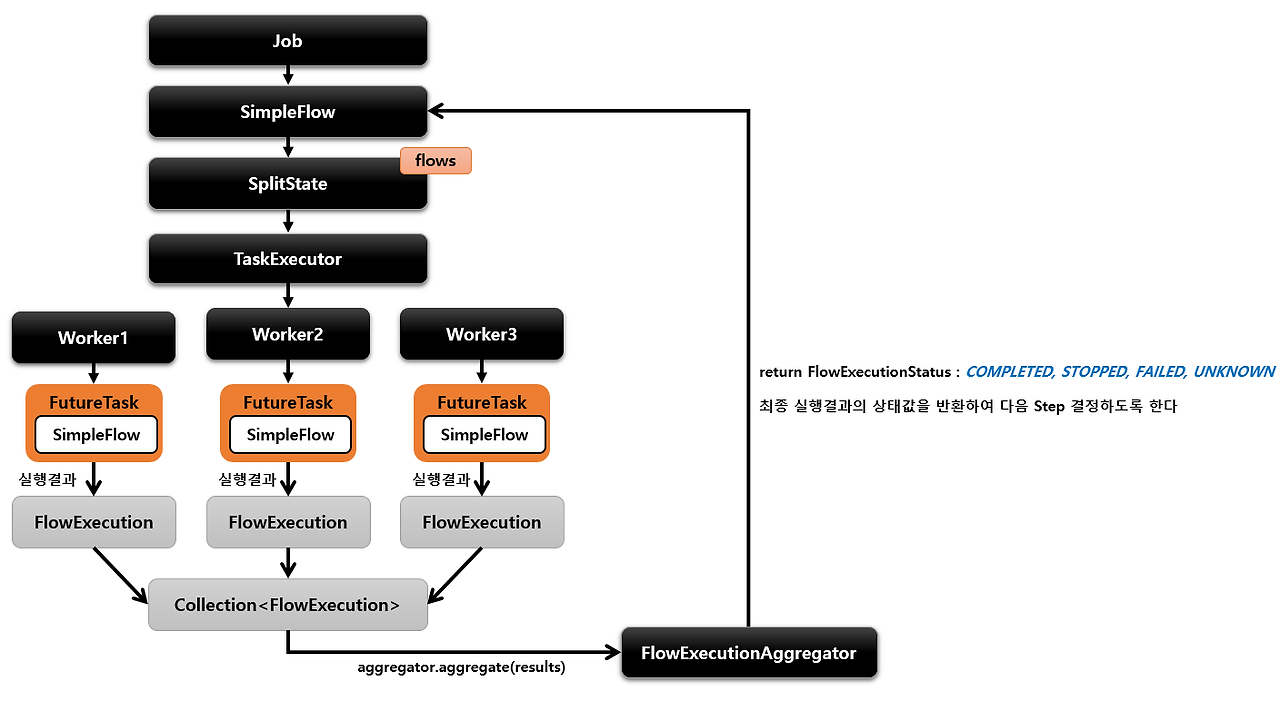 Job
SimpleFlow
flows
SplitState
TaskExecutor
Worker1
Worker2
Worker3
FutureTask
SimpleFlow
FutureTask
SimpleFlow
FutureTask
SimpleFlow
실행결과
실행결과
실행결과
FlowExecution
FlowExecution
FlowExecution
Collection<FlowExecution>
aggregator.aggregate(results)
FlowExecutionAggregator
return FlowExecutionStatus : COMPLETED, STOPPED, FAILED, UNKNOWN
최종 실행결과의 상태값을 반환하여 다음 Step 결정하도록 한다